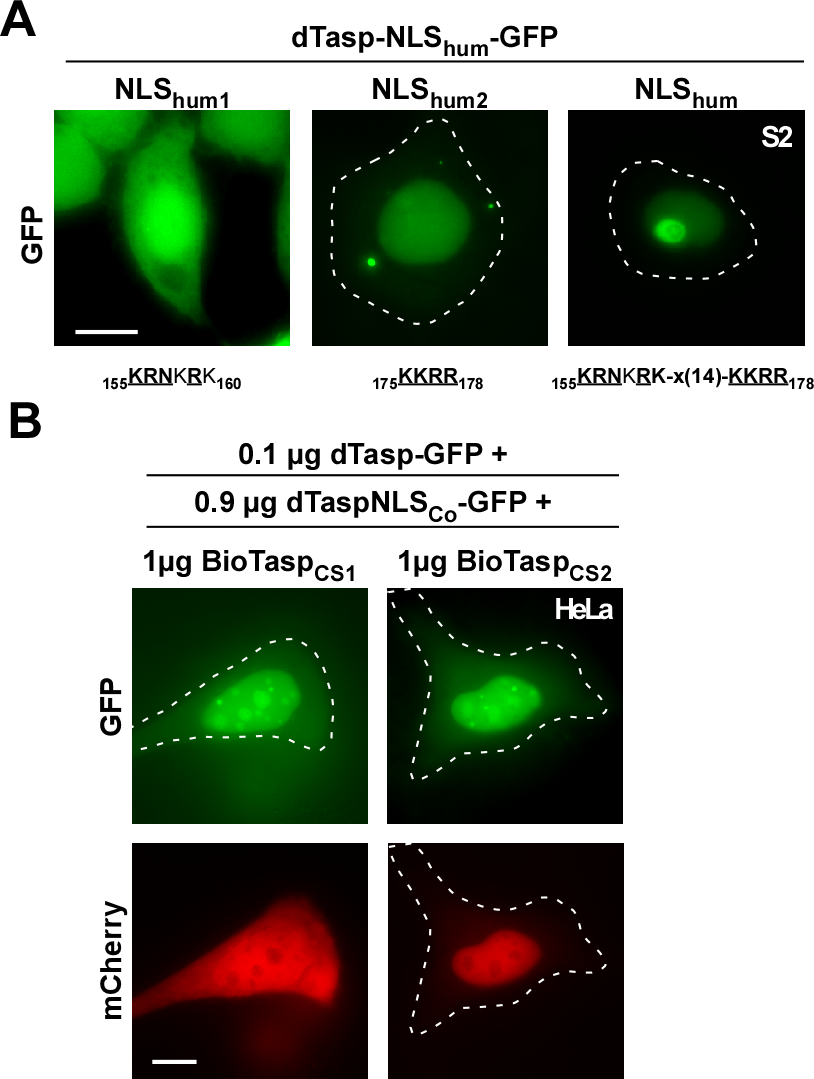 A
dTasp-NLShum-GFP
NLShum1 NLShum2 NLShum
S2
GFP
155KRNKRK160 175KKRR178 155KRNKRK-x(14)-KKRR178
B
0.1 µg dTasp-GFP +
0.9 µg dTaspNLSCo-GFP +
1µg BioTaspCS1 1µg BioTaspCS2
HeLa
GFP
mCherry